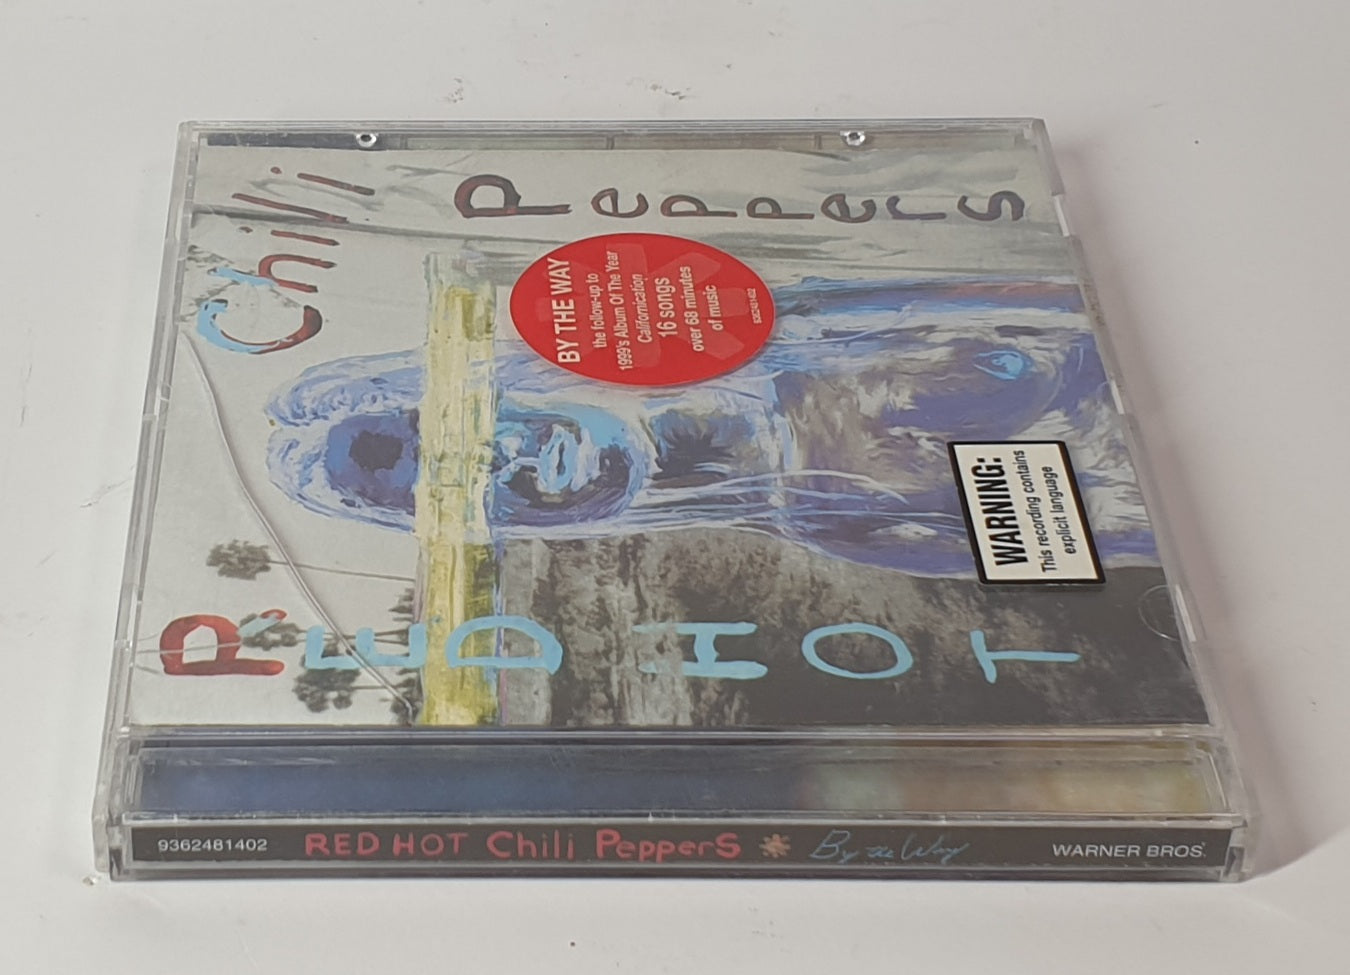 RED HOT
Chili
Peppers
BY THE WAY
the follow-up to
1999's Album Of The Year
Californication
16 songs
over 68 minutes
of music
9362481402
WARNING:
This recording contains
explicit language
9362481402 RED HOT Chili PepperS * By the Way WARNER BROS.